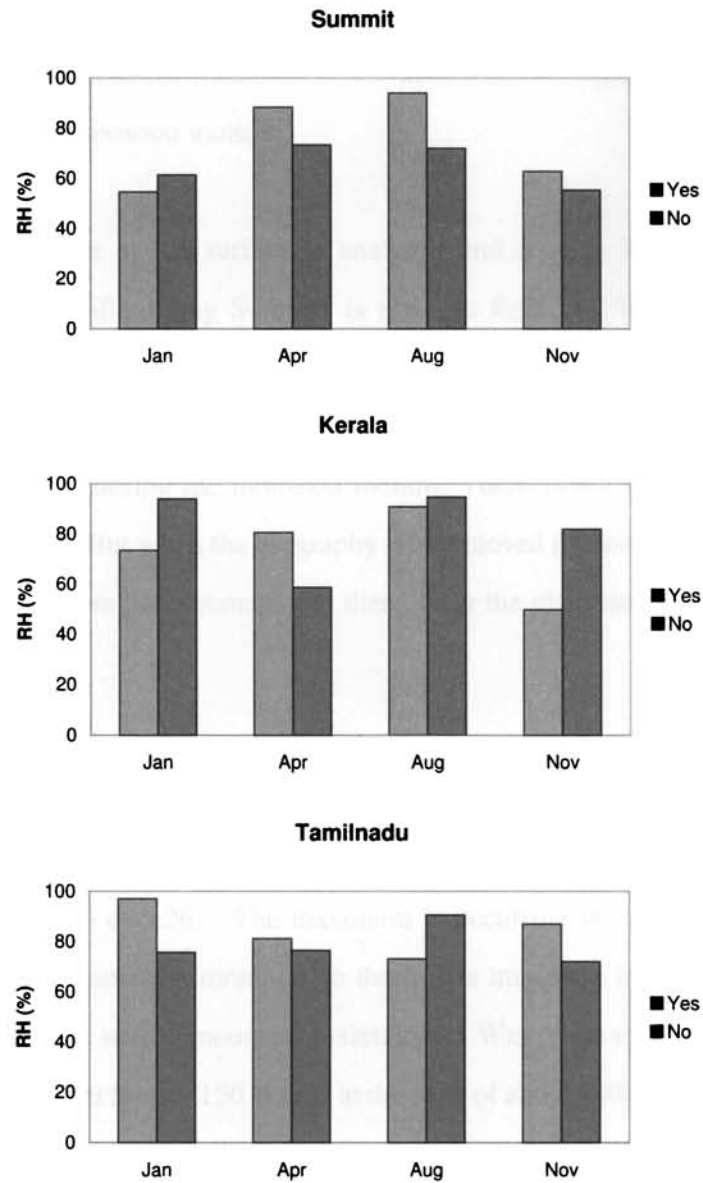 Summit
100
80
60
40
20
0
RH (%)
Jan Apr Aug Nov
Yes
No
Kerala
100
80
60
40
20
0
RH (%)
Jan Apr Aug Nov
Yes
No
Tamilnadu
100
80
60
40
20
0
RH (%)
Jan Apr Aug Nov
Yes
No